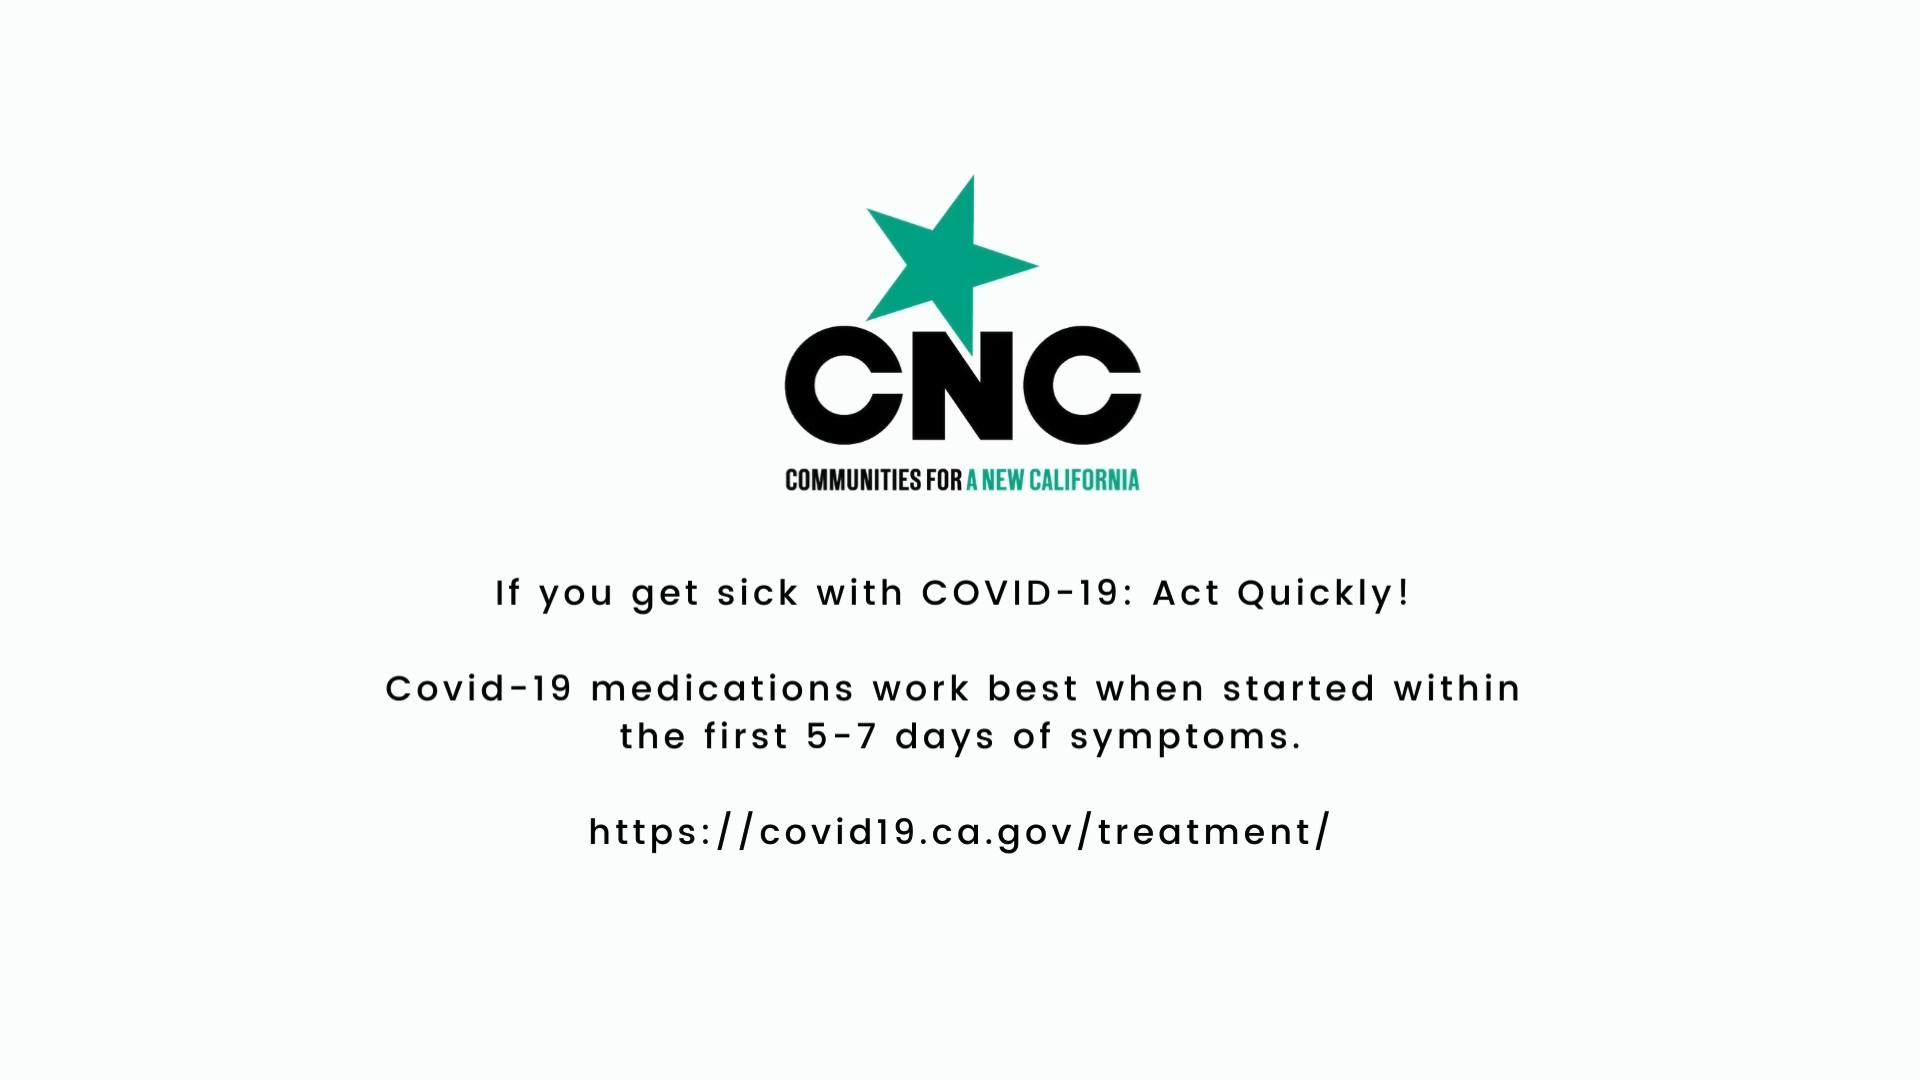 CNC
COMMUNITIES FOR A NEW CALIFORNIA
If you get sick with COVID-19: Act Quickly!
Covid-19 medications work best when started within
the first 5-7 days of symptoms.
https://covid19.ca.gov/treatment/